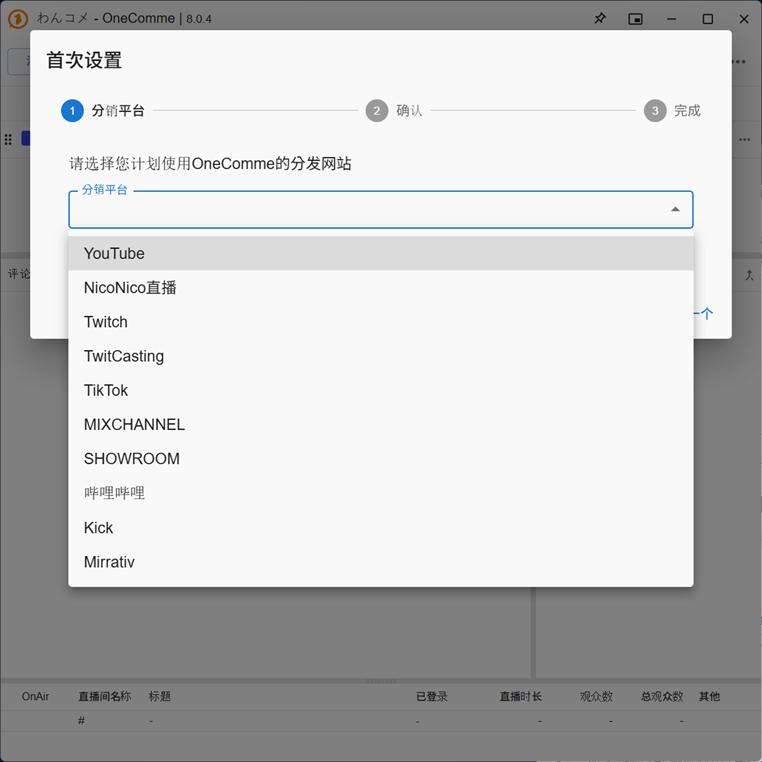 わんコメ - OneComme | 8.0.4
首次设置
1 分销平台 2 确认 3 完成
请选择您计划使用OneComme的分发网站
分销平台
YouTube
评论
NicoNico直播
一个
Twitch
TwitCasting
TikTok
MIXCHANNEL
SHOWROOM
哔哩哔哩
Kick
Mirrativ
OnAir 直播间名称 标题 已登录 直播时长 观众数 总观众数 其他
# - - - - -